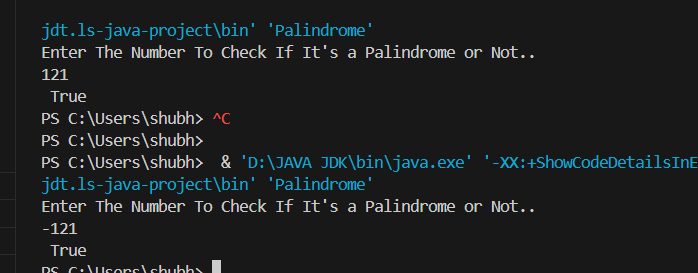 jdt.ls-java-project\bin' 'Palindrome'
Enter The Number To Check If It's a Palindrome or Not..
121
 True
PS C:\Users\shubh> ^C
PS C:\Users\shubh>
PS C:\Users\shubh>  & 'D:\JAVA JDK\bin\java.exe' '-XX:+ShowCodeDetailsInE
jdt.ls-java-project\bin' 'Palindrome'
Enter The Number To Check If It's a Palindrome or Not..
-121
 True
PS C:\Users\shubh>